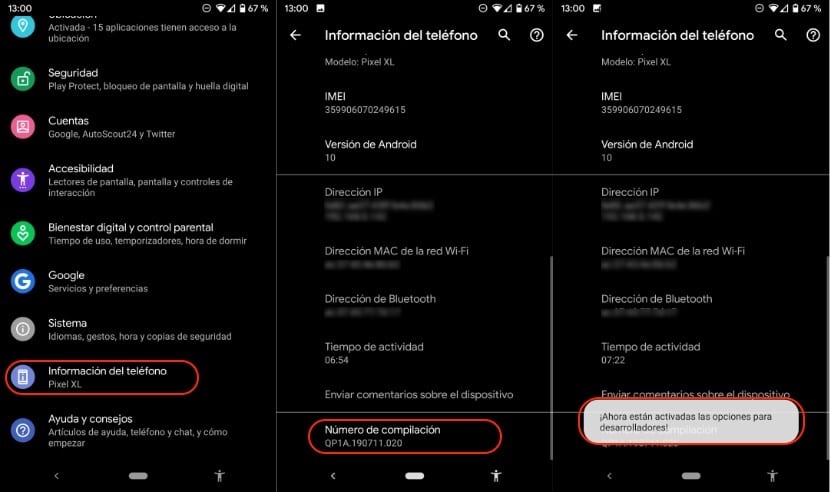 13:00
67 %
Ubicación
Activada - 15 aplicaciones tienen acceso a la
ubicación
Seguridad
Play Protect, bloqueo de pantalla y huella digital
Cuentas
Google, AutoScout24 y Twitter
Accesibilidad
Lectores de pantalla, pantalla y controles de
interacción
Bienestar digital y control parental
Tiempo de uso, temporizadores, hora de dormir
Google
Servicios y preferencias
Sistema
Idiomas, gestos, hora y copias de seguridad
Información del teléfono
Pixel XL
Ayuda y consejos
Artículos de ayuda, teléfono y chat, y cómo
empezar
13:00
67 %
Información del teléfono
Modelo: Pixel XL
IMEI
359906070249615
Versión de Android
10
Dirección IP
Dirección MAC de la red Wi-Fi
Dirección de Bluetooth
Tiempo de actividad
06:54
Enviar comentarios sobre el dispositivo
Número de compilación
QP1A.190711.020
13:00
67 %
Información del teléfono
Modelo: Pixel XL
IMEI
359906070249615
Versión de Android
10
Dirección IP
Dirección MAC de la red Wi-Fi
Dirección de Bluetooth
Tiempo de actividad
07:22
Enviar comentarios sobre el dispositivo
¡Ahora están activadas las opciones para
desarrolladores!